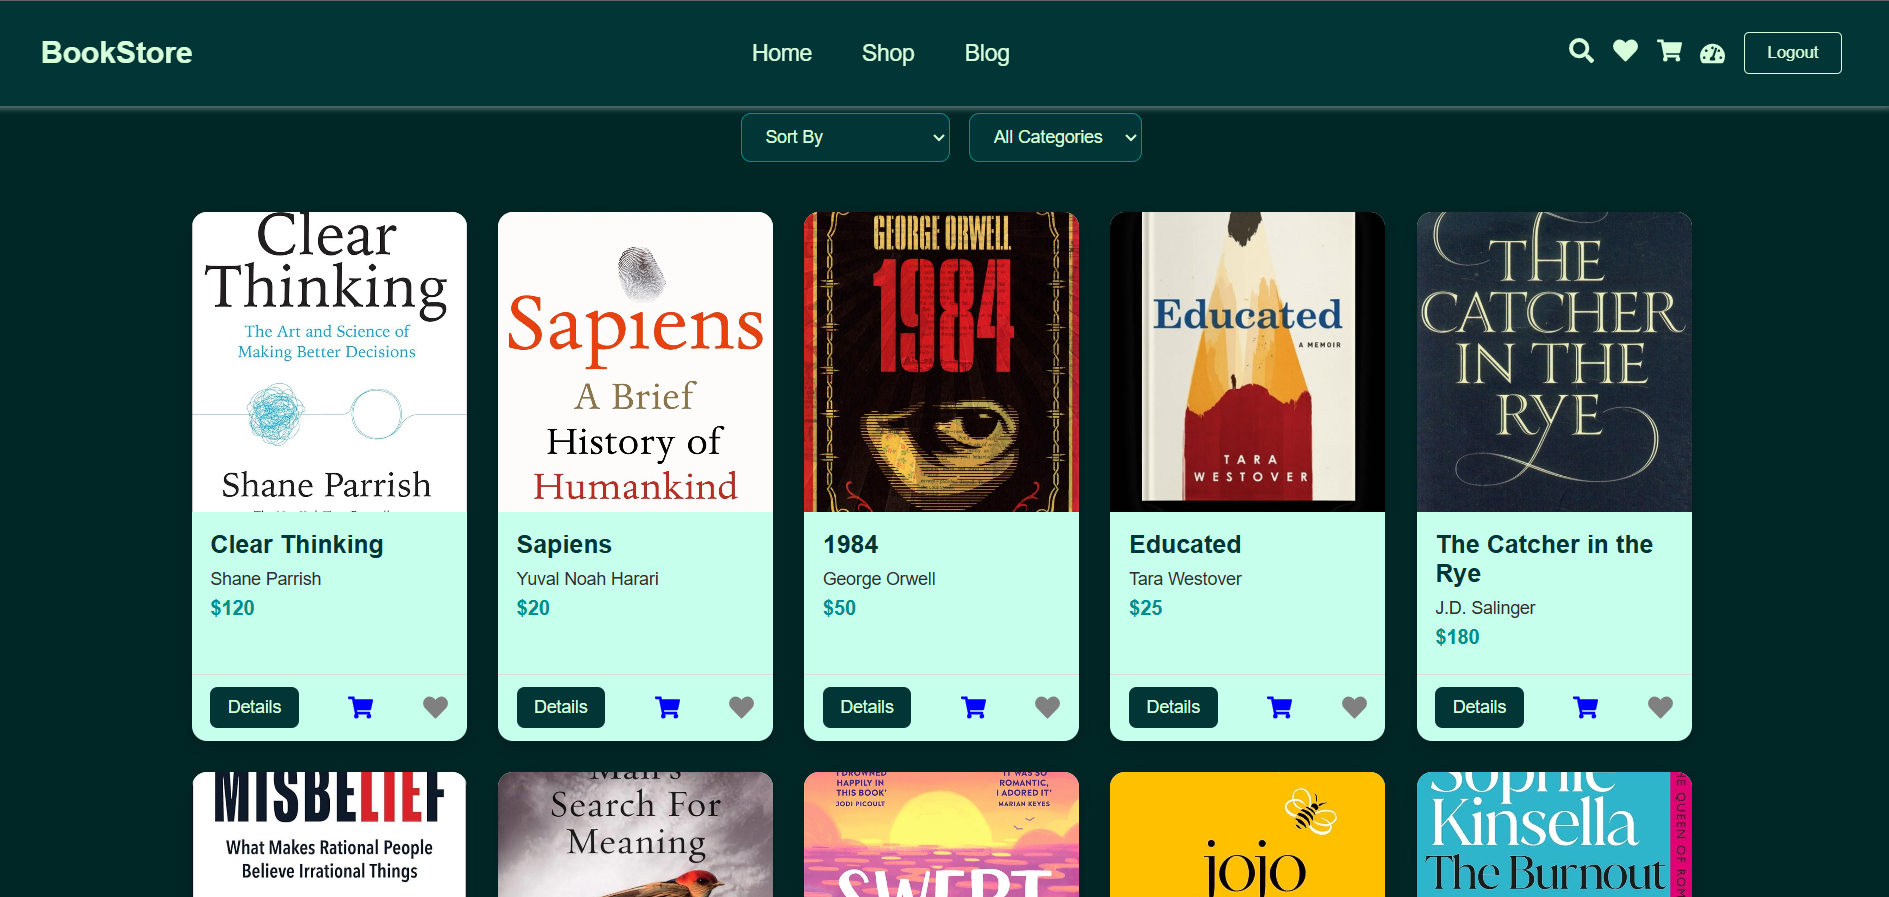 BookStore
Home
Shop
Blog
Logout
Sort By
All Categories
Clear
Thinking
The Art and Science of
Making Better Decisions
Shane Parrish
Clear Thinking
Shane Parrish
$120
Details
Sapiens
A Brief
History of
Humankind
Sapiens
Yuval Noah Harari
$20
Details
GEORGE ORWELL
1984
1984
George Orwell
$50
Details
Educated
A MEMOIR
TARA
WESTOVER
Educated
Tara Westover
$25
Details
THE
CATCHER
IN THE
RYE
The Catcher in the
Rye
J.D. Salinger
$180
Details
MISBELIEF
What Makes Rational People
Believe Irrational Things
Man's
Search For
Meaning
I DROWNED
HAPPILY IN
THIS BOOK'
JODI PICOULT
IT WAS SO
ROMANTIC,
I ADORED IT'
MARIAN KEYES
SWEPT
jojo
Sophie
Kinsella
The Burnout
THE QUEEN OF ROM